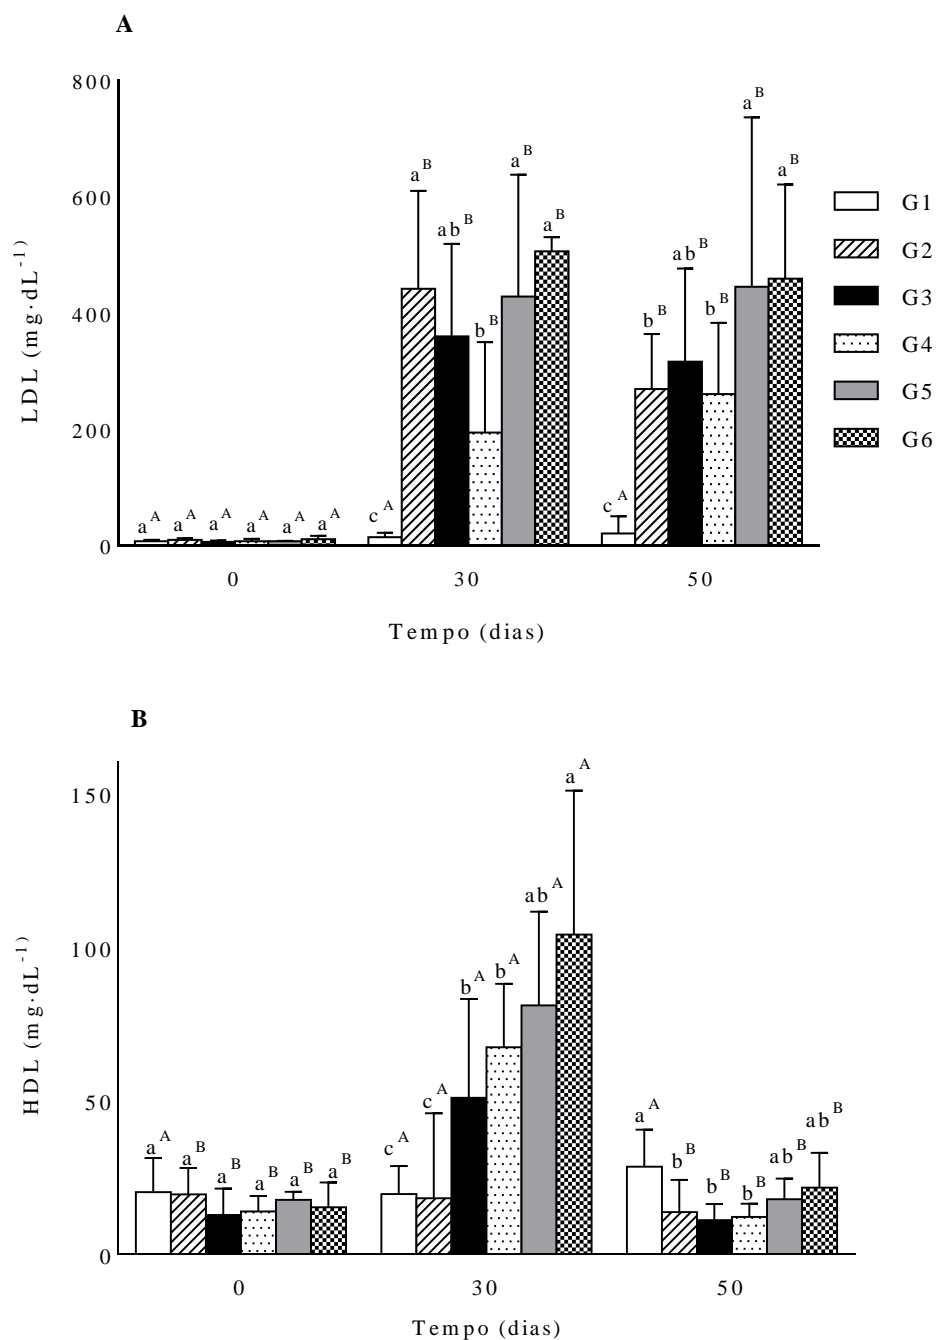 A
800
600
400
200
0
LDL (mg·dL⁻¹)
a^A a^A a^A a^A a^A a^A
c^A a^B ab^B b^B a^B a^B
c^A b^B ab^B b^B a^B a^B
0 30 50
Tempo (dias)
G1
G2
G3
G4
G5
G6
B
150
100
50
0
HDL (mg·dL⁻¹)
a^A a^B a^B a^B a^B a^B
c^A c^A b^A b^A ab^A a^A
a^A b^B b^B b^B ab^B ab^B
0 30 50
Tempo (dias)